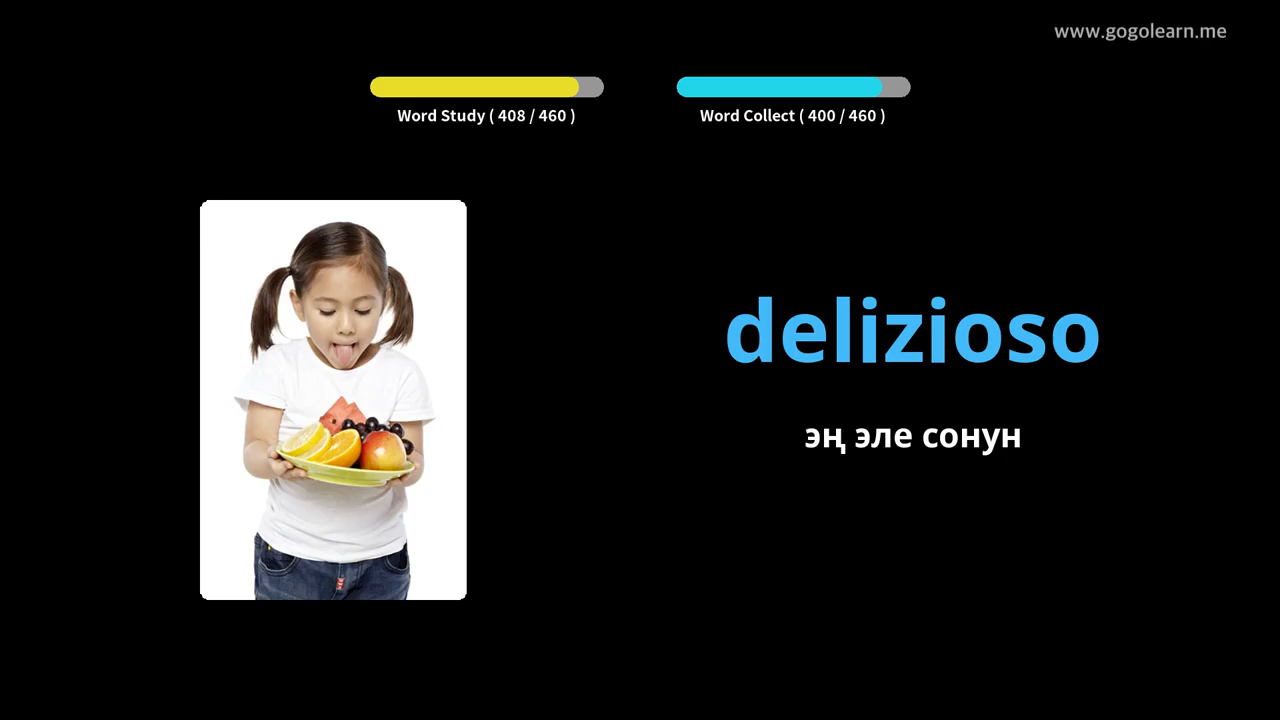 www.gogolearn.me
Word Study ( 408 / 460 )
Word Collect ( 400 / 460 )
delizioso
эң эле сонун